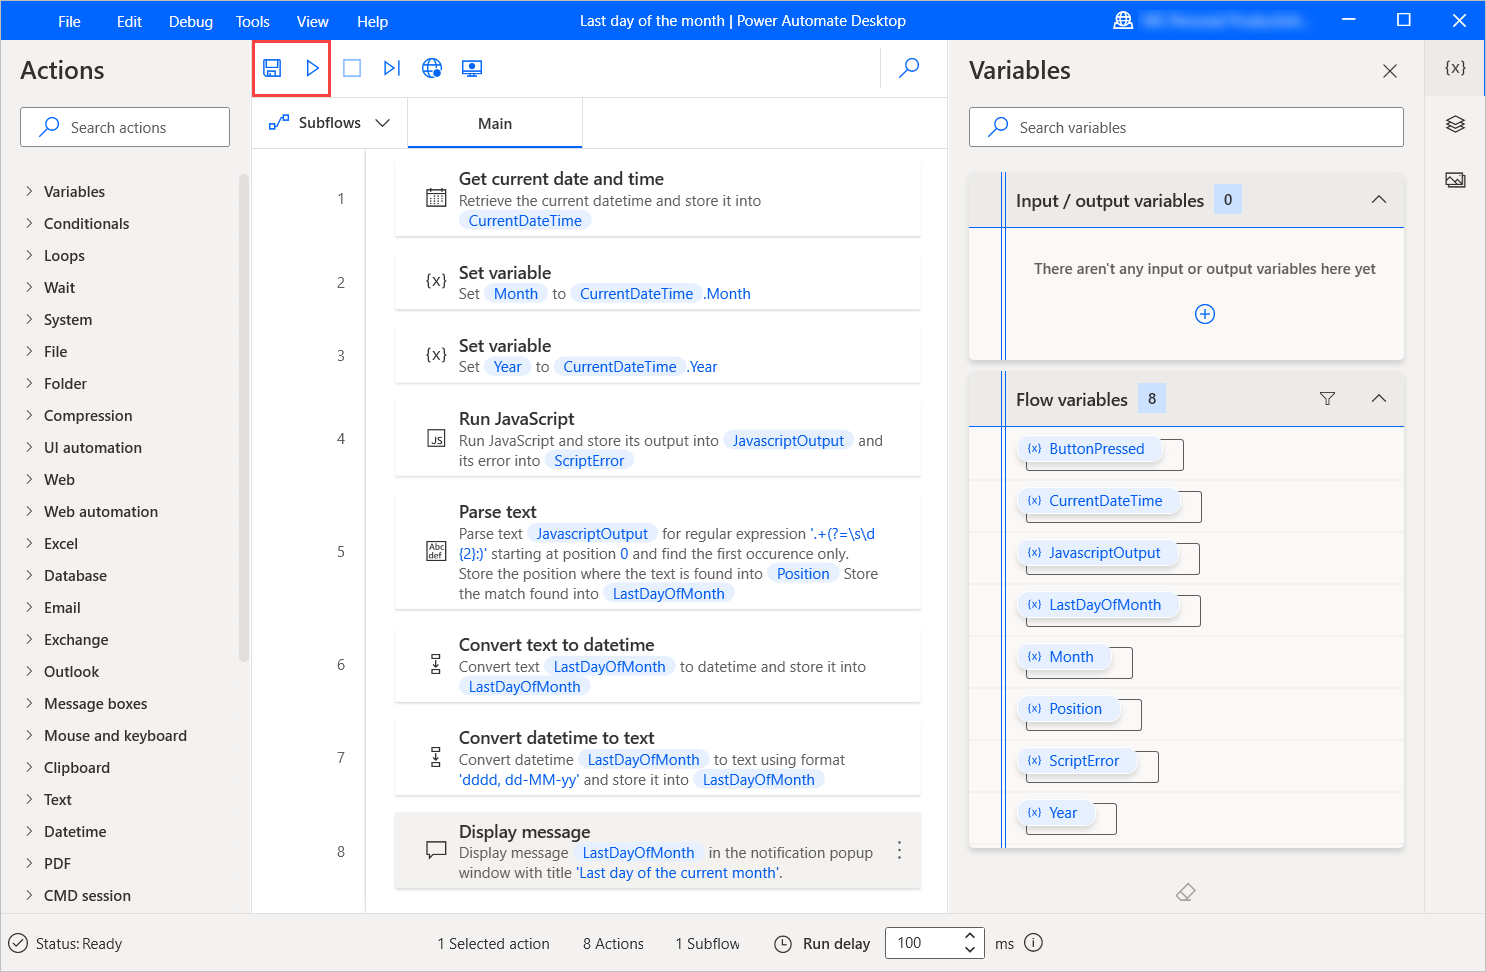 File Edit Debug Tools View Help Last day of the month | Power Automate Desktop
Actions
Search actions
Variables
Conditionals
Loops
Wait
System
File
Folder
Compression
UI automation
Web
Web automation
Excel
Database
Email
Exchange
Outlook
Message boxes
Mouse and keyboard
Clipboard
Text
Datetime
PDF
CMD session
Subflows Main
1
Get current date and time
Retrieve the current datetime and store it into
CurrentDateTime
2
{x} Set variable
Set Month to CurrentDateTime .Month
3
{x} Set variable
Set Year to CurrentDateTime .Year
4
JS
Run JavaScript
Run JavaScript and store its output into JavascriptOutput and
its error into ScriptError
5
Abc
def
Parse text
Parse text JavascriptOutput for regular expression '.+(?=\s\d
{2}:)' starting at position 0 and find the first occurence only.
Store the position where the text is found into Position Store
the match found into LastDayOfMonth
6
Convert text to datetime
Convert text LastDayOfMonth to datetime and store it into
LastDayOfMonth
7
Convert datetime to text
Convert datetime LastDayOfMonth to text using format
'dddd, dd-MM-yy' and store it into LastDayOfMonth
8
Display message
Display message LastDayOfMonth in the notification popup
window with title 'Last day of the current month'.
Variables
{x}
Search variables
Input / output variables 0
There aren't any input or output variables here yet
Flow variables 8
{x} ButtonPressed
{x} CurrentDateTime
{x} JavascriptOutput
{x} LastDayOfMonth
{x} Month
{x} Position
{x} ScriptError
{x} Year
Status: Ready 1 Selected action 8 Actions 1 Subflow Run delay 100 ms